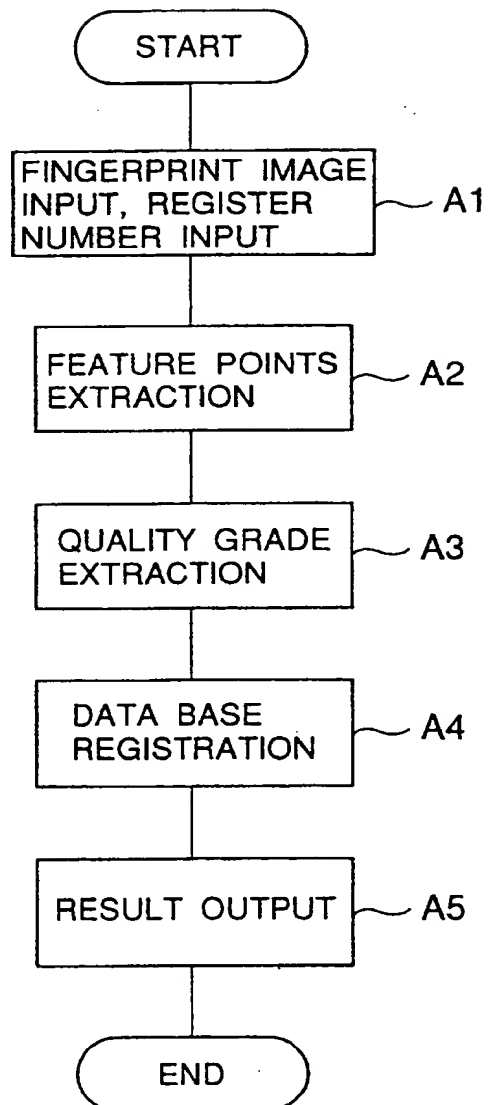 START
FINGERPRINT IMAGE
INPUT, REGISTER
NUMBER INPUT
A1
FEATURE POINTS
EXTRACTION
A2
QUALITY GRADE
EXTRACTION
A3
DATA BASE
REGISTRATION
A4
RESULT OUTPUT
A5
END